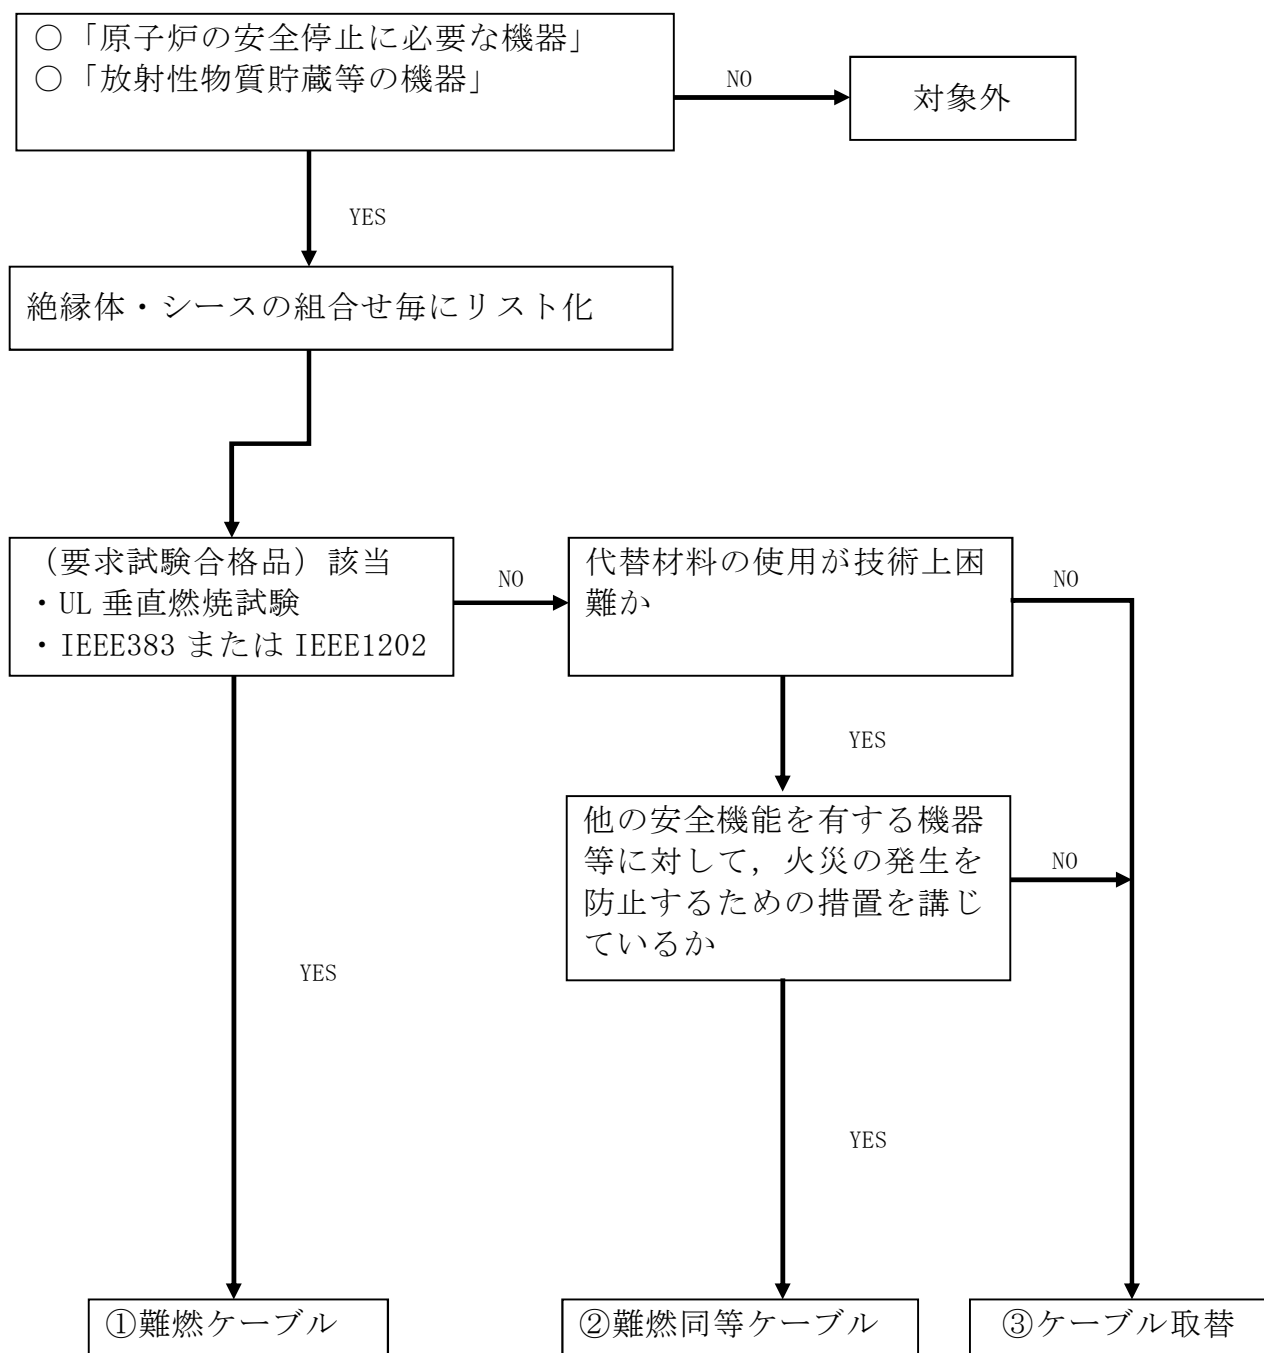 ○「原子炉の安全停止に必要な機器」
○「放射性物質貯蔵等の機器」
NO
対象外
YES
絶縁体・シースの組合せ毎にリスト化
（要求試験合格品）該当
・UL 垂直燃焼試験
・IEEE383 または IEEE1202
NO
代替材料の使用が技術上困
難か
NO
YES
他の安全機能を有する機器
等に対して，火災の発生を
防止するための措置を講じ
ているか
NO
YES
YES
①難燃ケーブル
②難燃同等ケーブル
③ケーブル取替